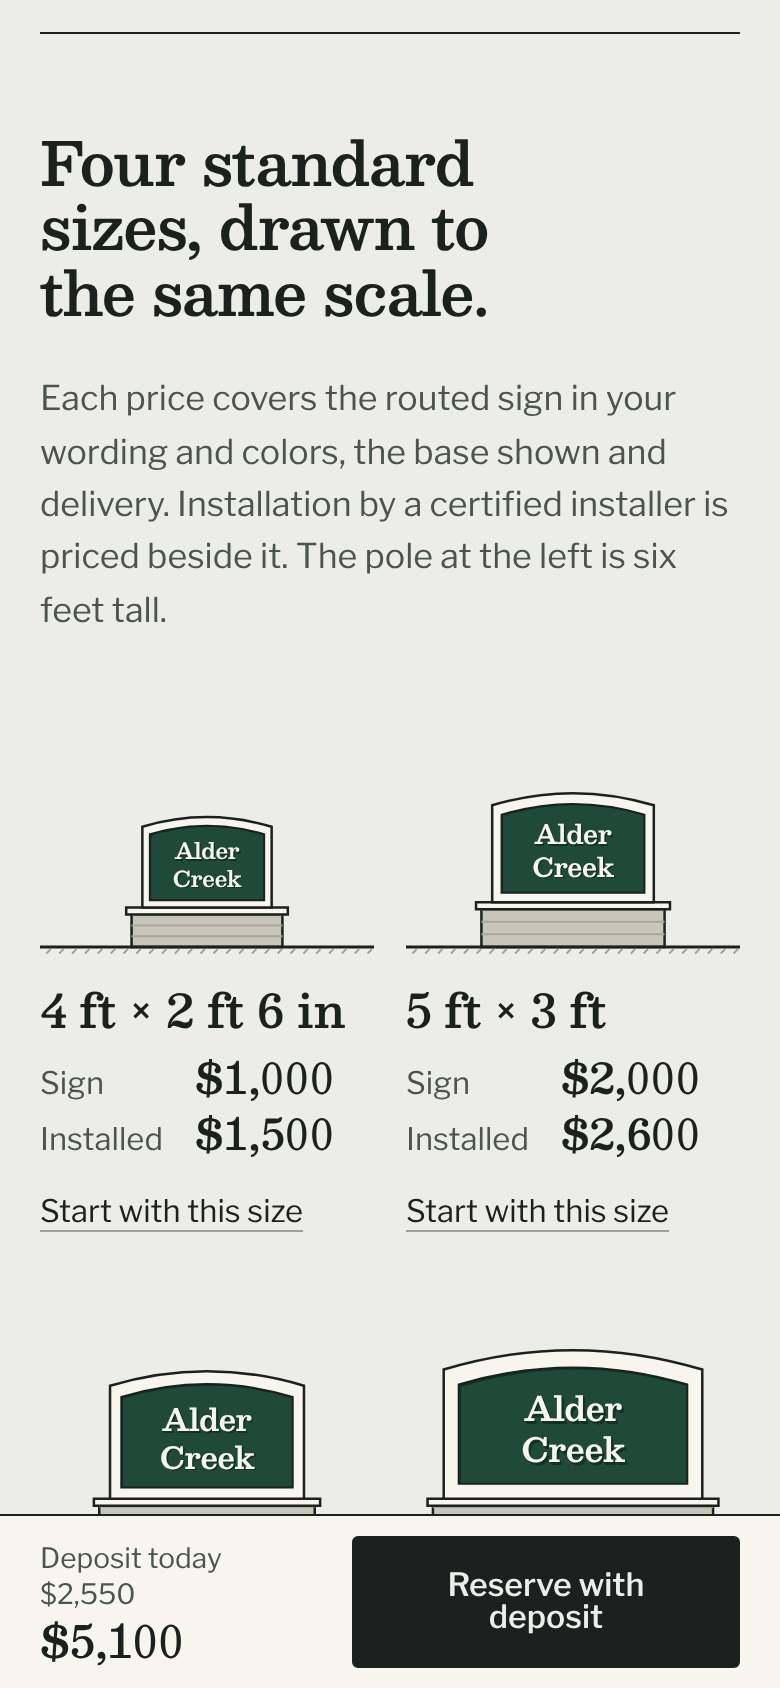 Four standard
sizes, drawn to
the same scale.
Each price covers the routed sign in your
wording and colors, the base shown and
delivery. Installation by a certified installer is
priced beside it. The pole at the left is six
feet tall.
Alder
Creek
Alder
Creek
4 ft × 2 ft 6 in
Sign $1,000
Installed $1,500
Start with this size
5 ft × 3 ft
Sign $2,000
Installed $2,600
Start with this size
Alder
Creek
Alder
Creek
Deposit today
$2,550
$5,100
Reserve with
deposit